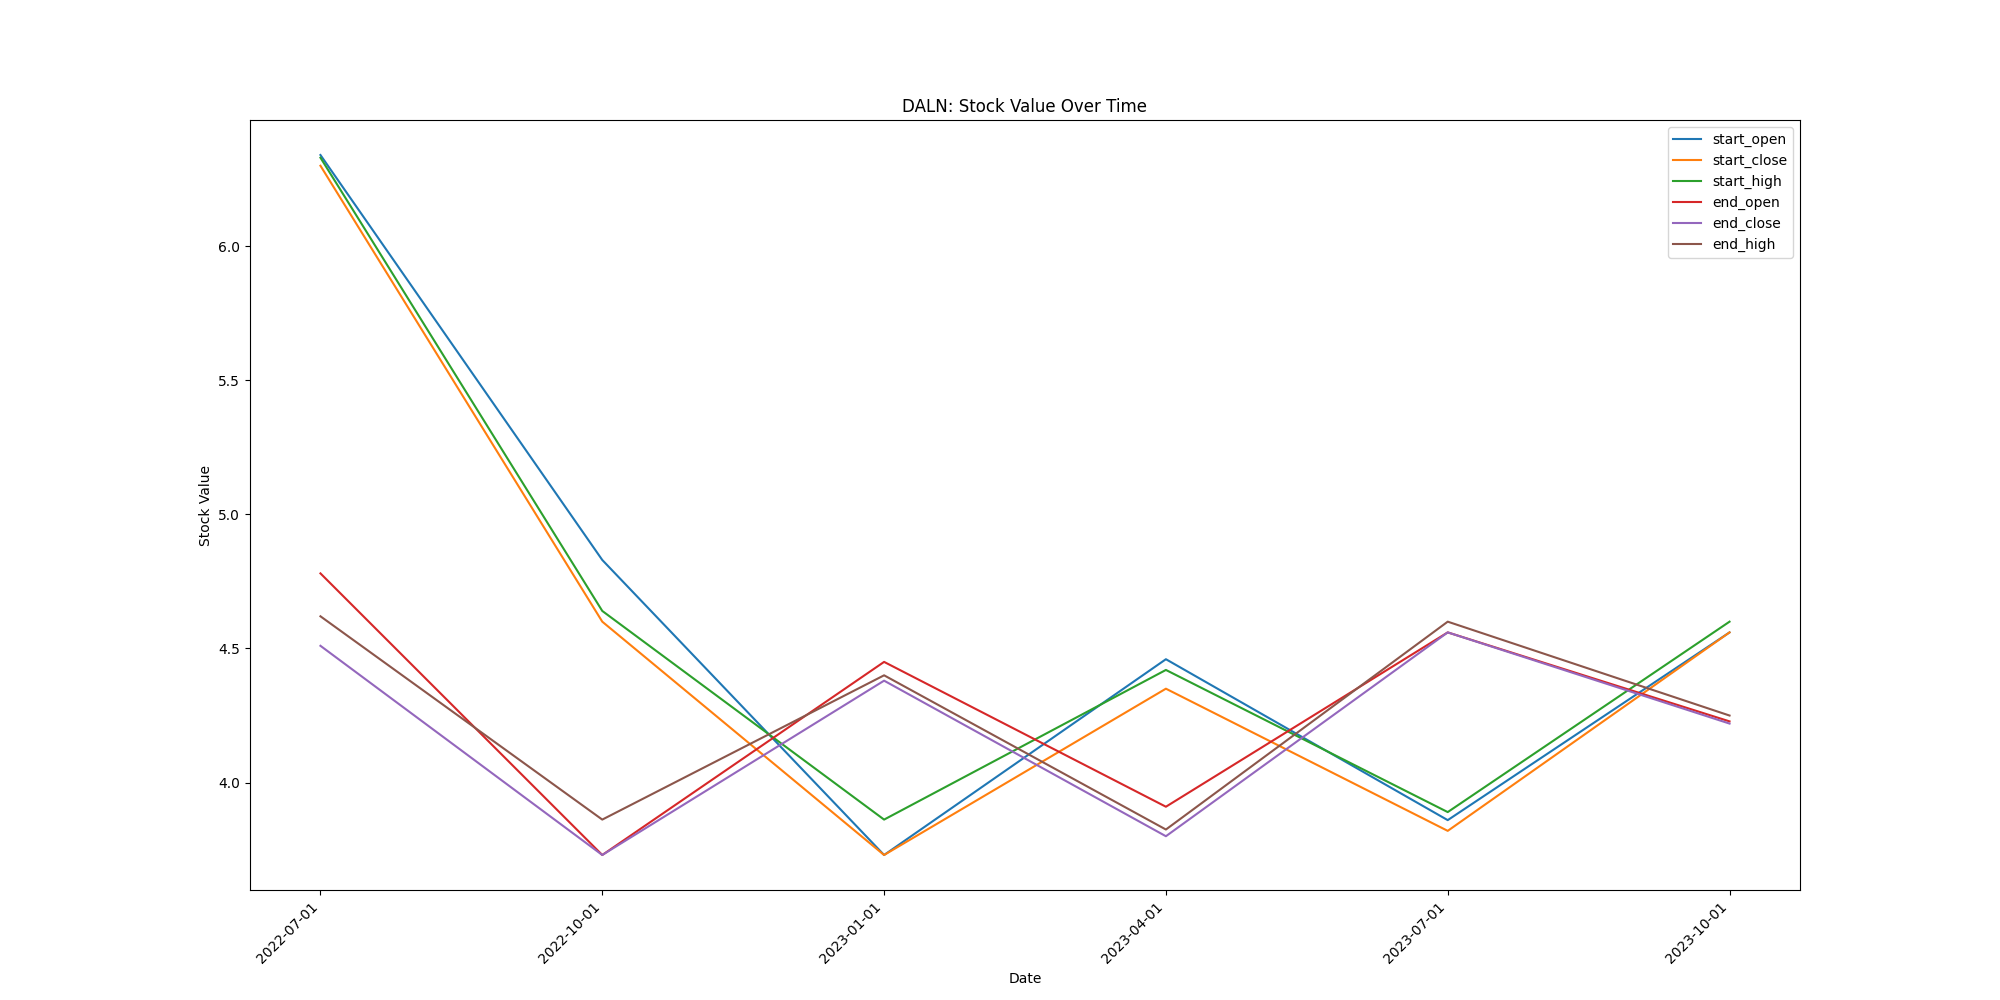 DALN: Stock Value Over Time
start_open
start_close
start_high
end_open
end_close
end_high
6.0
5.5
5.0
4.5
4.0
Stock Value
2022-07-01
2022-10-01
2023-01-01
2023-04-01
2023-07-01
2023-10-01
Date